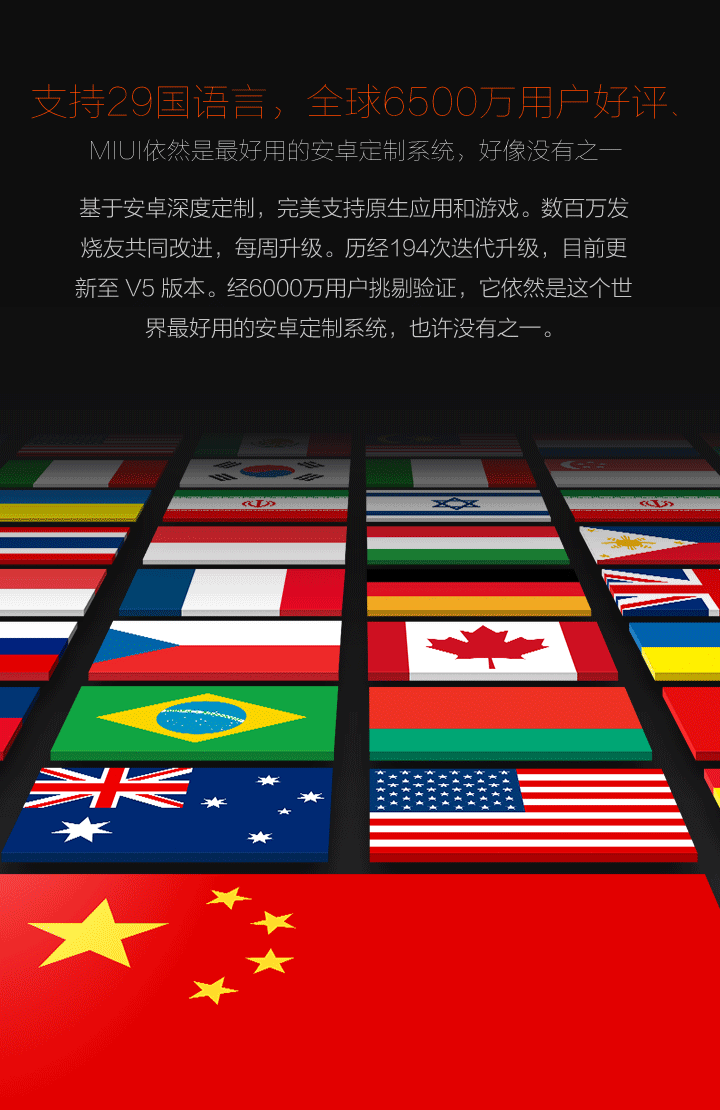 支持29国语言，全球6500万用户好评、
MIUI依然是最好用的安卓定制系统，好像没有之一
基于安卓深度定制，完美支持原生应用和游戏。数百万发
烧友共同改进，每周升级。历经194次迭代升级，目前更
新至 V5 版本。经6000万用户挑剔验证，它依然是这个世
界最好用的安卓定制系统，也许没有之一。